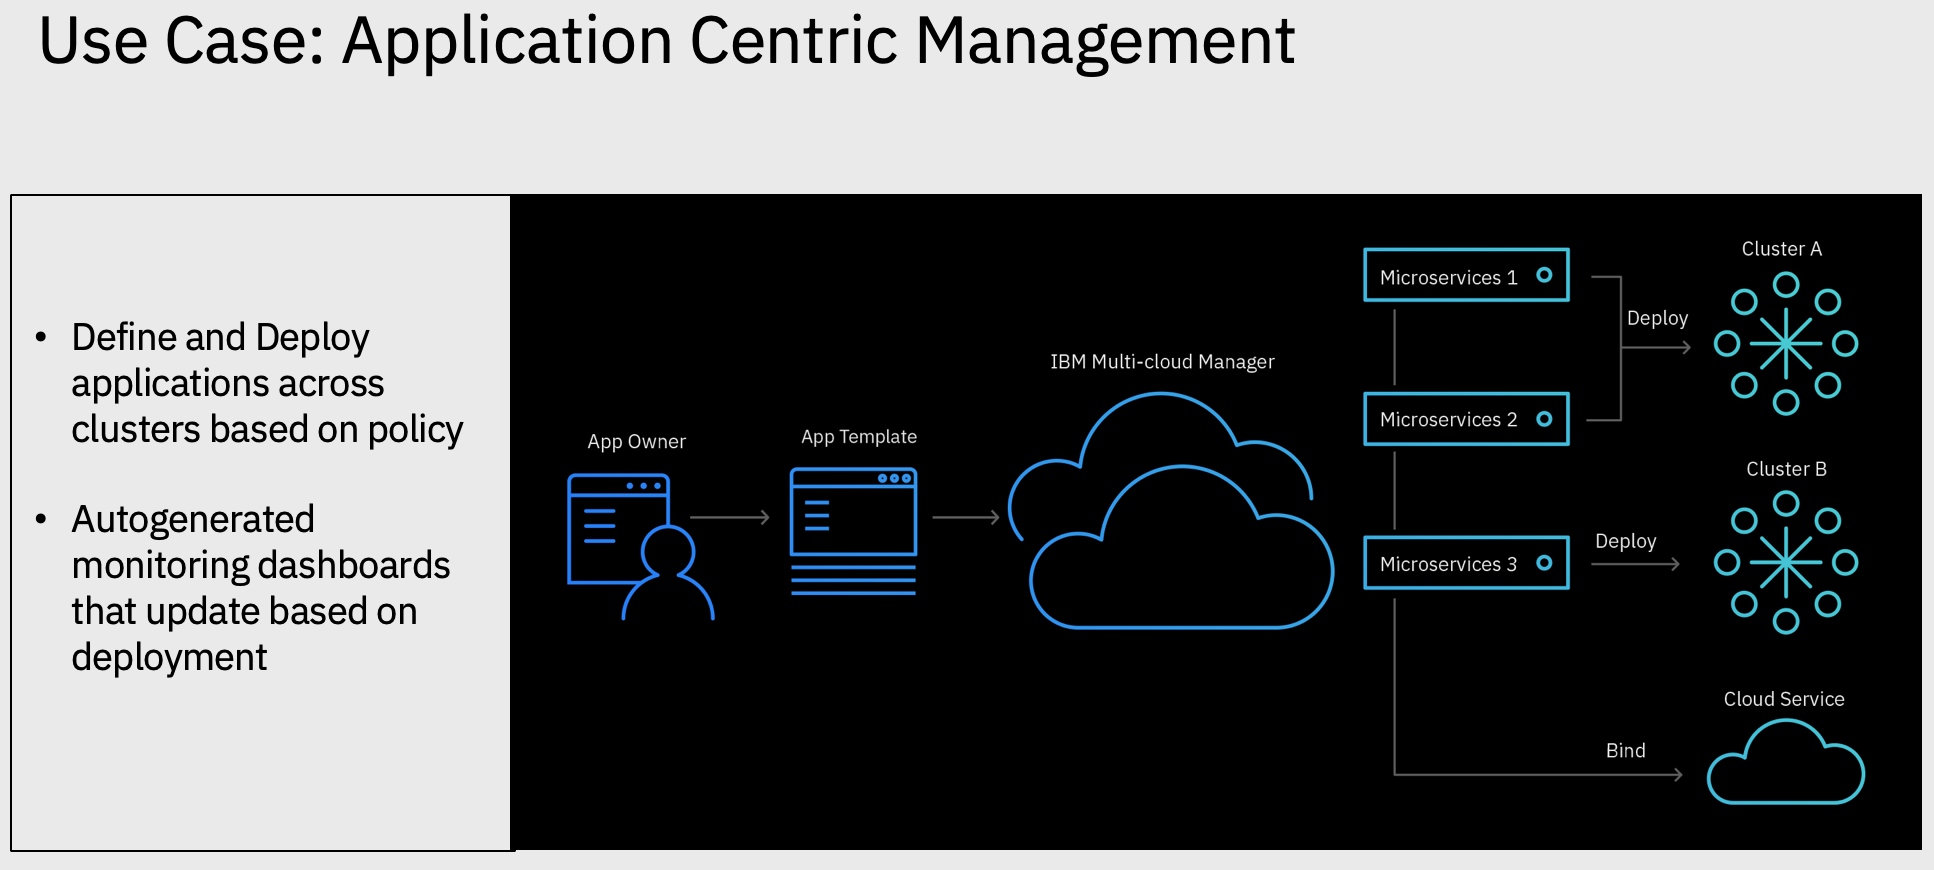 Use Case: Application Centric Management
• Define and Deploy
applications across
clusters based on policy
• Autogenerated
monitoring dashboards
that update based on
deployment
App Owner
App Template
IBM Multi-cloud Manager
Microservices 1
Microservices 2
Microservices 3
Deploy
Cluster A
Deploy
Cluster B
Bind
Cloud Service